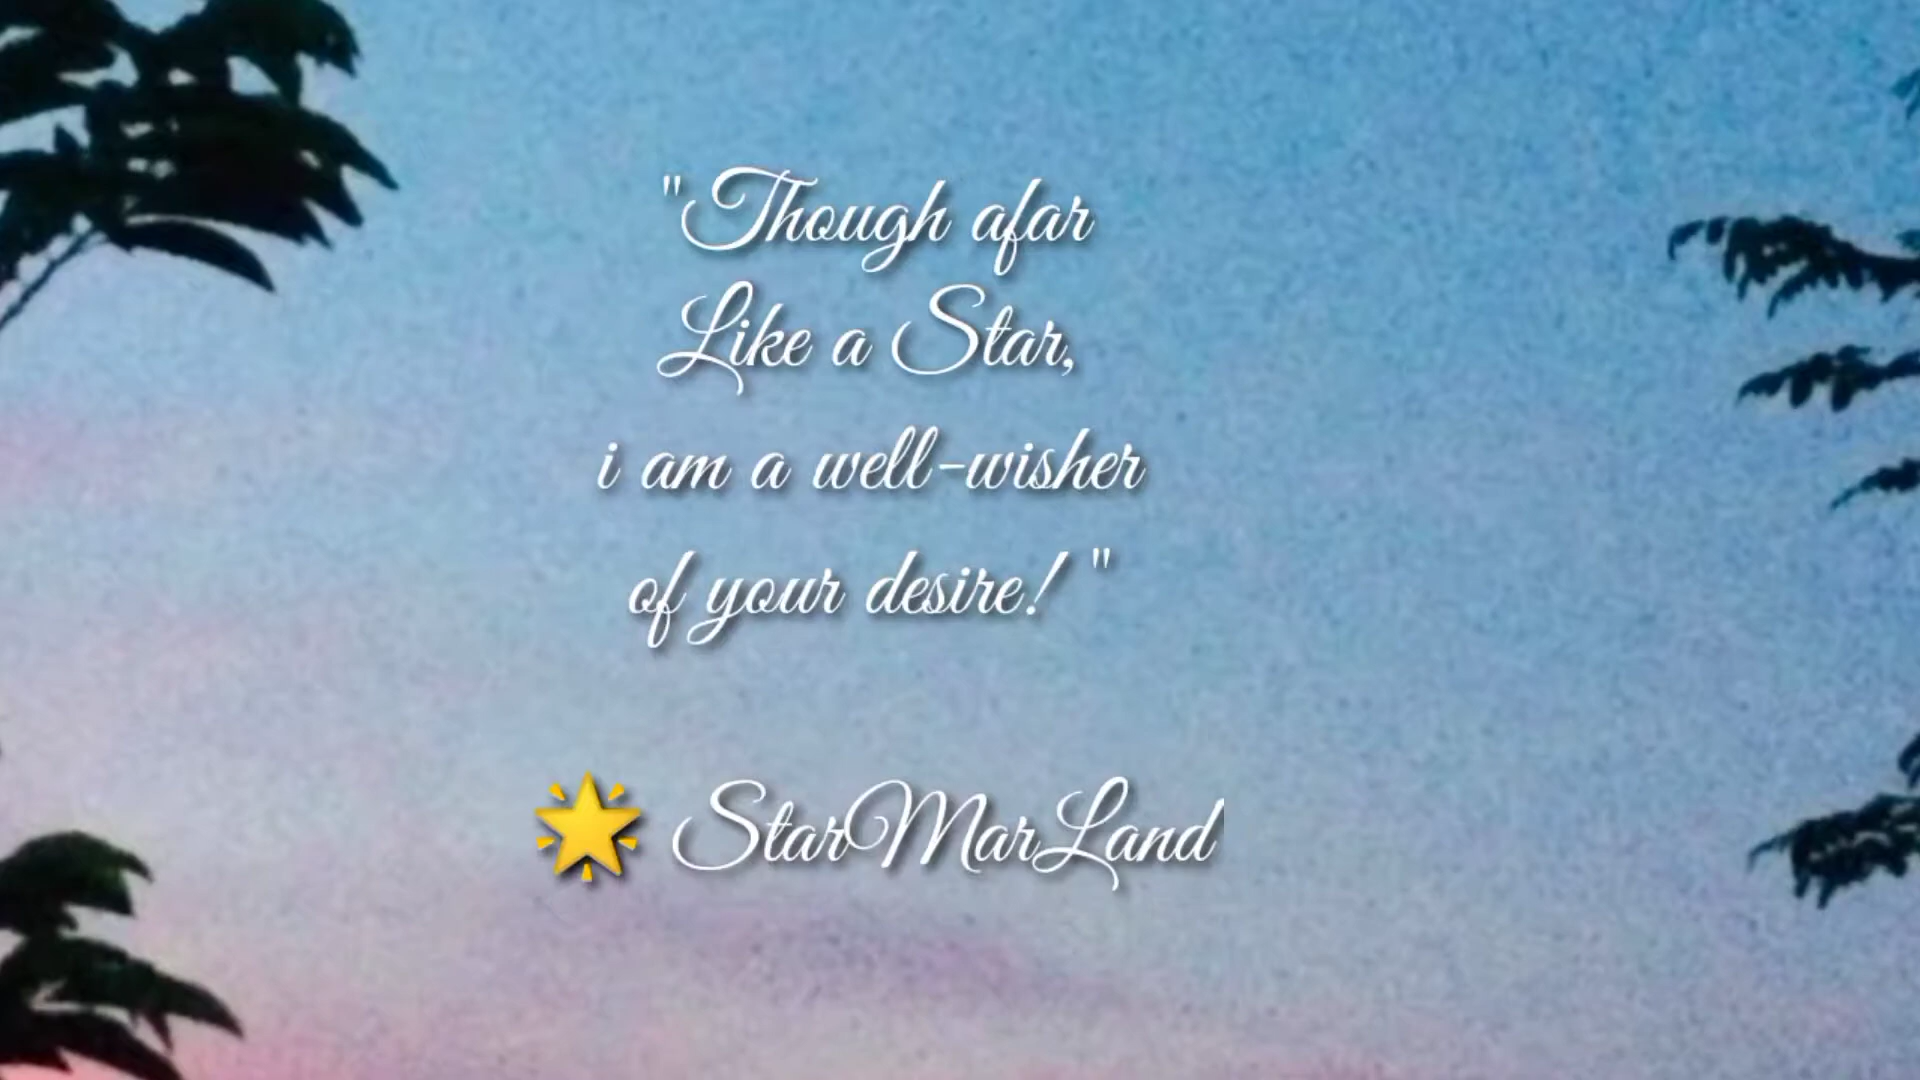 "Though afar
Like a Star,
i am a well-wisher
of your desire! "
🌟 StarMarLand